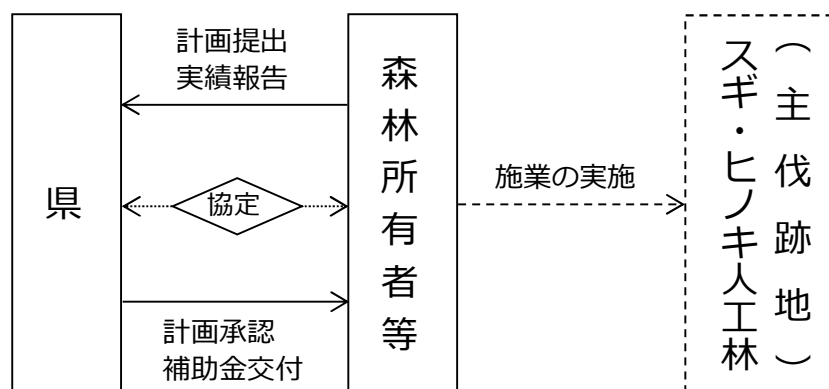 県
計画提出
実績報告
協定
計画承認
補助金交付
森林所有者等
施業の実施
スギ・ヒノキ人工林
（主伐跡地）